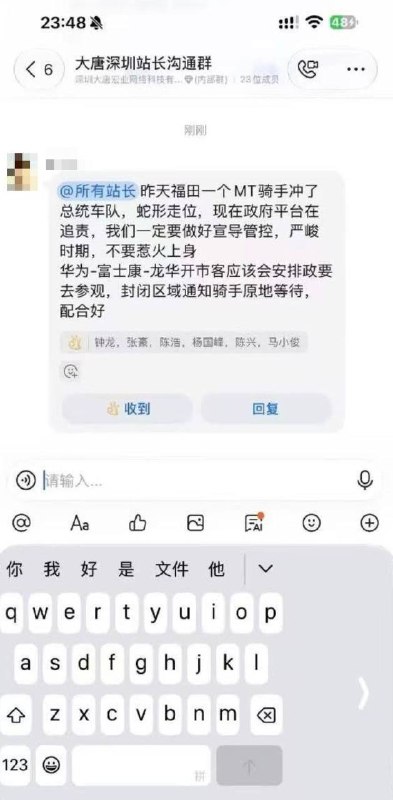 23:48
48
6
大唐深圳站长沟通群
深圳大唐宏业网络科技有... (内部群) 23位成员
刚刚
@所有站长 昨天福田一个MT骑手冲了
总统车队，蛇形走位，现在政府平台在
追责，我们一定要做好宣导管控，严峻
时期，不要惹火上身
华为-富士康-龙华开市客应该会安排政要
去参观，封闭区域通知骑手原地等待，
配合好
钟龙，张豪，陈浩，杨国峰，陈兴，马小俊
收到
回复
请输入...
@ Aa AI
你 我 好 是 文件 他
q w e r t y u i o p
a s d f g h j k l
z x c v b n m
123
拼